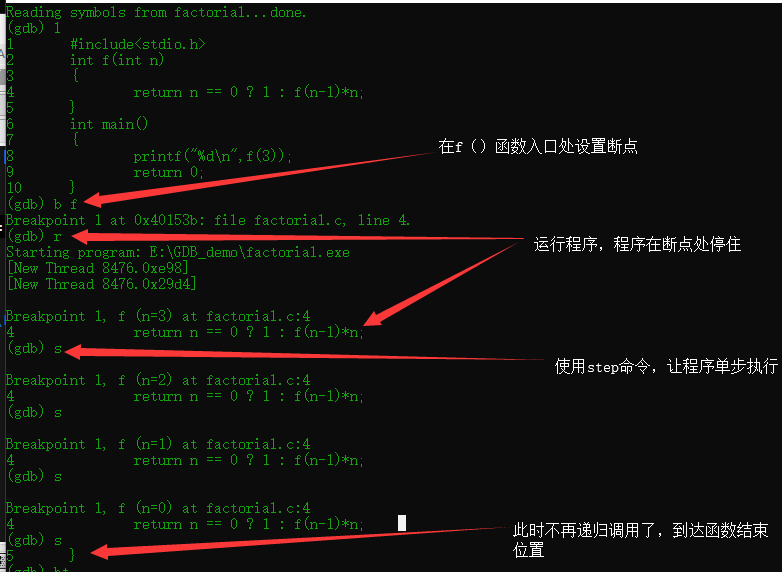 Reading symbols from factorial...done.
(gdb) l
1 #include<stdio.h>
2 int f(int n)
3 {
4 return n == 0 ? 1 : f(n-1)*n;
5 }
6 int main()
7 {
8 printf("%d\n",f(3));
9 return 0;
10 }
(gdb) b f
Breakpoint 1 at 0x40153b: file factorial.c, line 4.
(gdb) r
Starting program: E:\GDB_demo\factorial.exe
[New Thread 8476.0xe98]
[New Thread 8476.0x29d4]
Breakpoint 1, f (n=3) at factorial.c:4
4 return n == 0 ? 1 : f(n-1)*n;
(gdb) s
Breakpoint 1, f (n=2) at factorial.c:4
4 return n == 0 ? 1 : f(n-1)*n;
(gdb) s
Breakpoint 1, f (n=1) at factorial.c:4
4 return n == 0 ? 1 : f(n-1)*n;
(gdb) s
Breakpoint 1, f (n=0) at factorial.c:4
4 return n == 0 ? 1 : f(n-1)*n;
(gdb) s
5 }
(gdb) bt
在f（）函数入口处设置断点
运行程序，程序在断点处停住
使用step命令，让程序单步执行
此时不再递归调用了，到达函数结束
位置